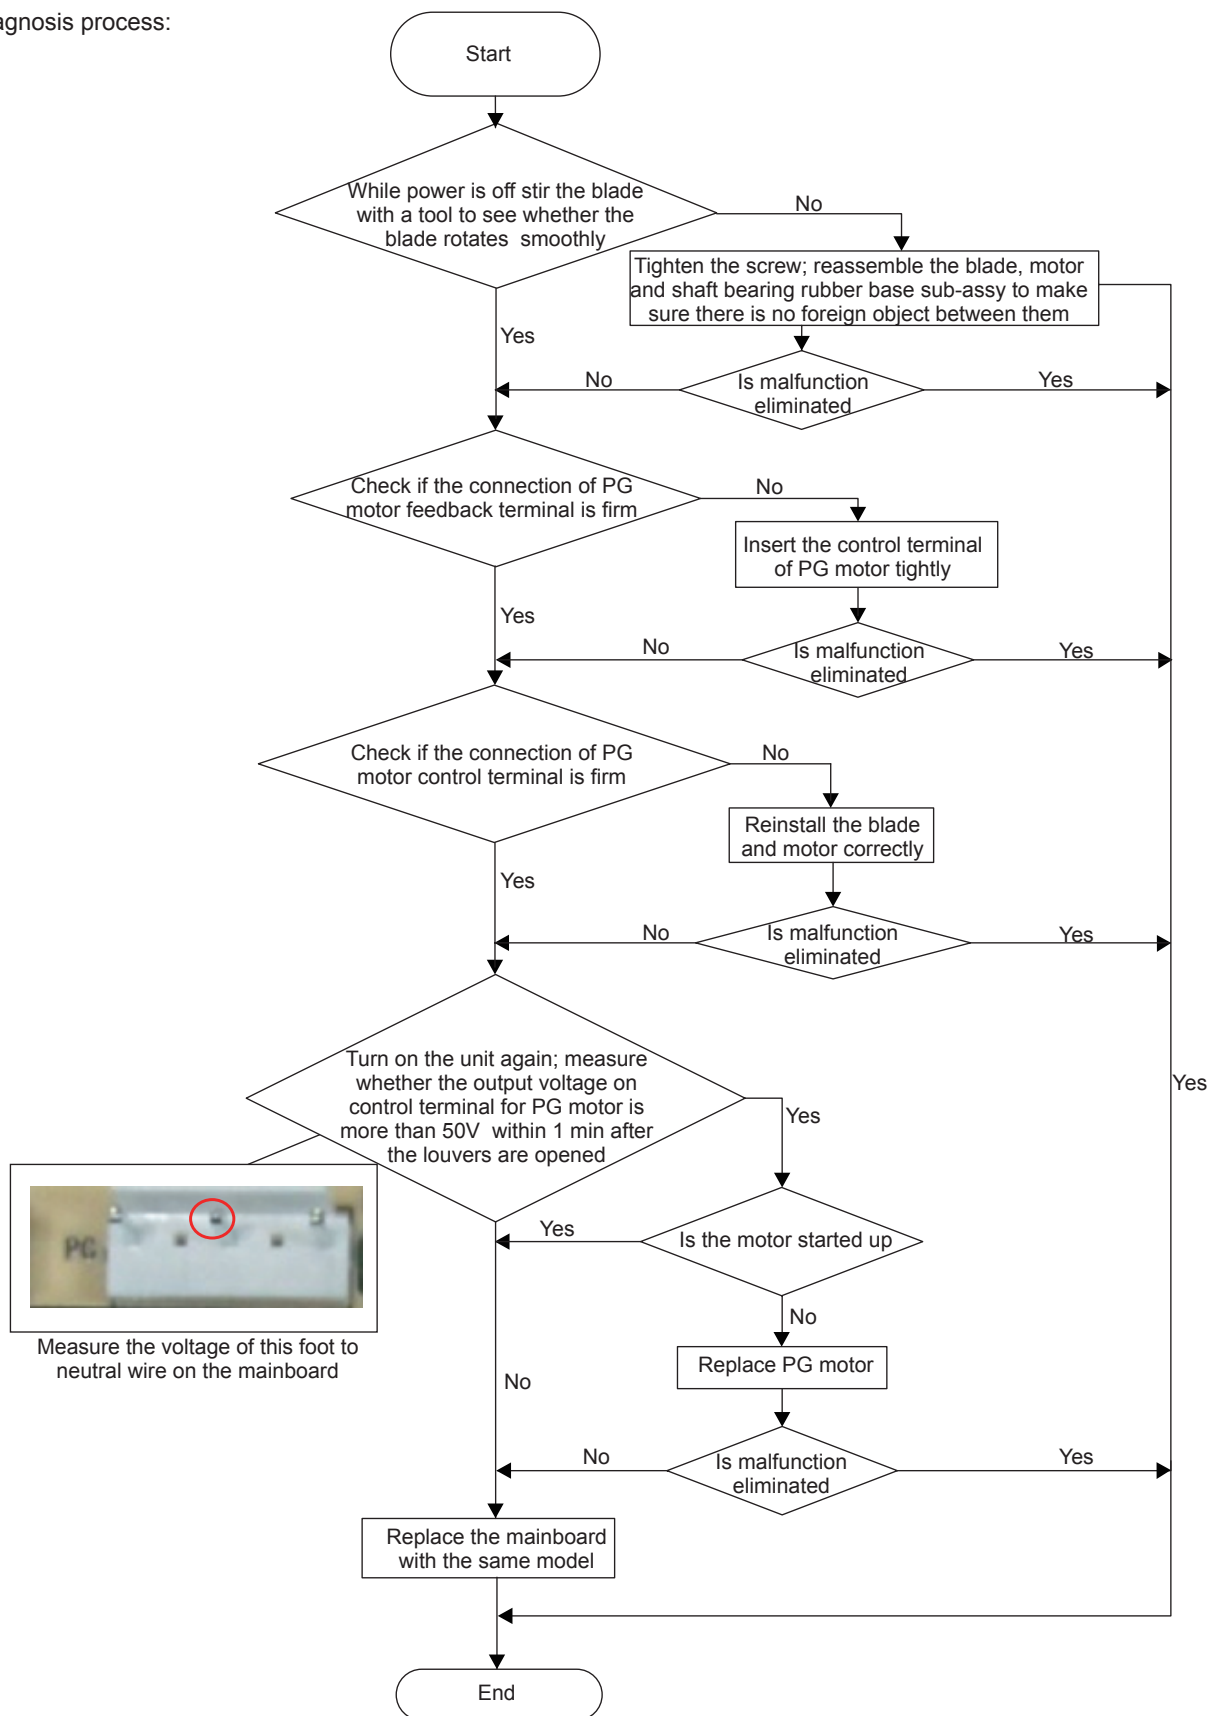 agnosis process:
Start
While power is off stir the blade
with a tool to see whether the
blade rotates smoothly
No
Tighten the screw; reassemble the blade, motor
and shaft bearing rubber base sub-assy to make
sure there is no foreign object between them
Yes
No
Is malfunction
eliminated
Yes
Check if the connection of PG
motor feedback terminal is firm
No
Insert the control terminal
of PG motor tightly
Yes
No
Is malfunction
eliminated
Yes
Check if the connection of PG
motor control terminal is firm
No
Reinstall the blade
and motor correctly
Yes
No
Is malfunction
eliminated
Yes
Turn on the unit again; measure
whether the output voltage on
control terminal for PG motor is
more than 50V within 1 min after
the louvers are opened
Yes
Yes
PG
Measure the voltage of this foot to
neutral wire on the mainboard
Yes
Is the motor started up
No
Replace PG motor
No
No
Is malfunction
eliminated
Yes
Replace the mainboard
with the same model
End